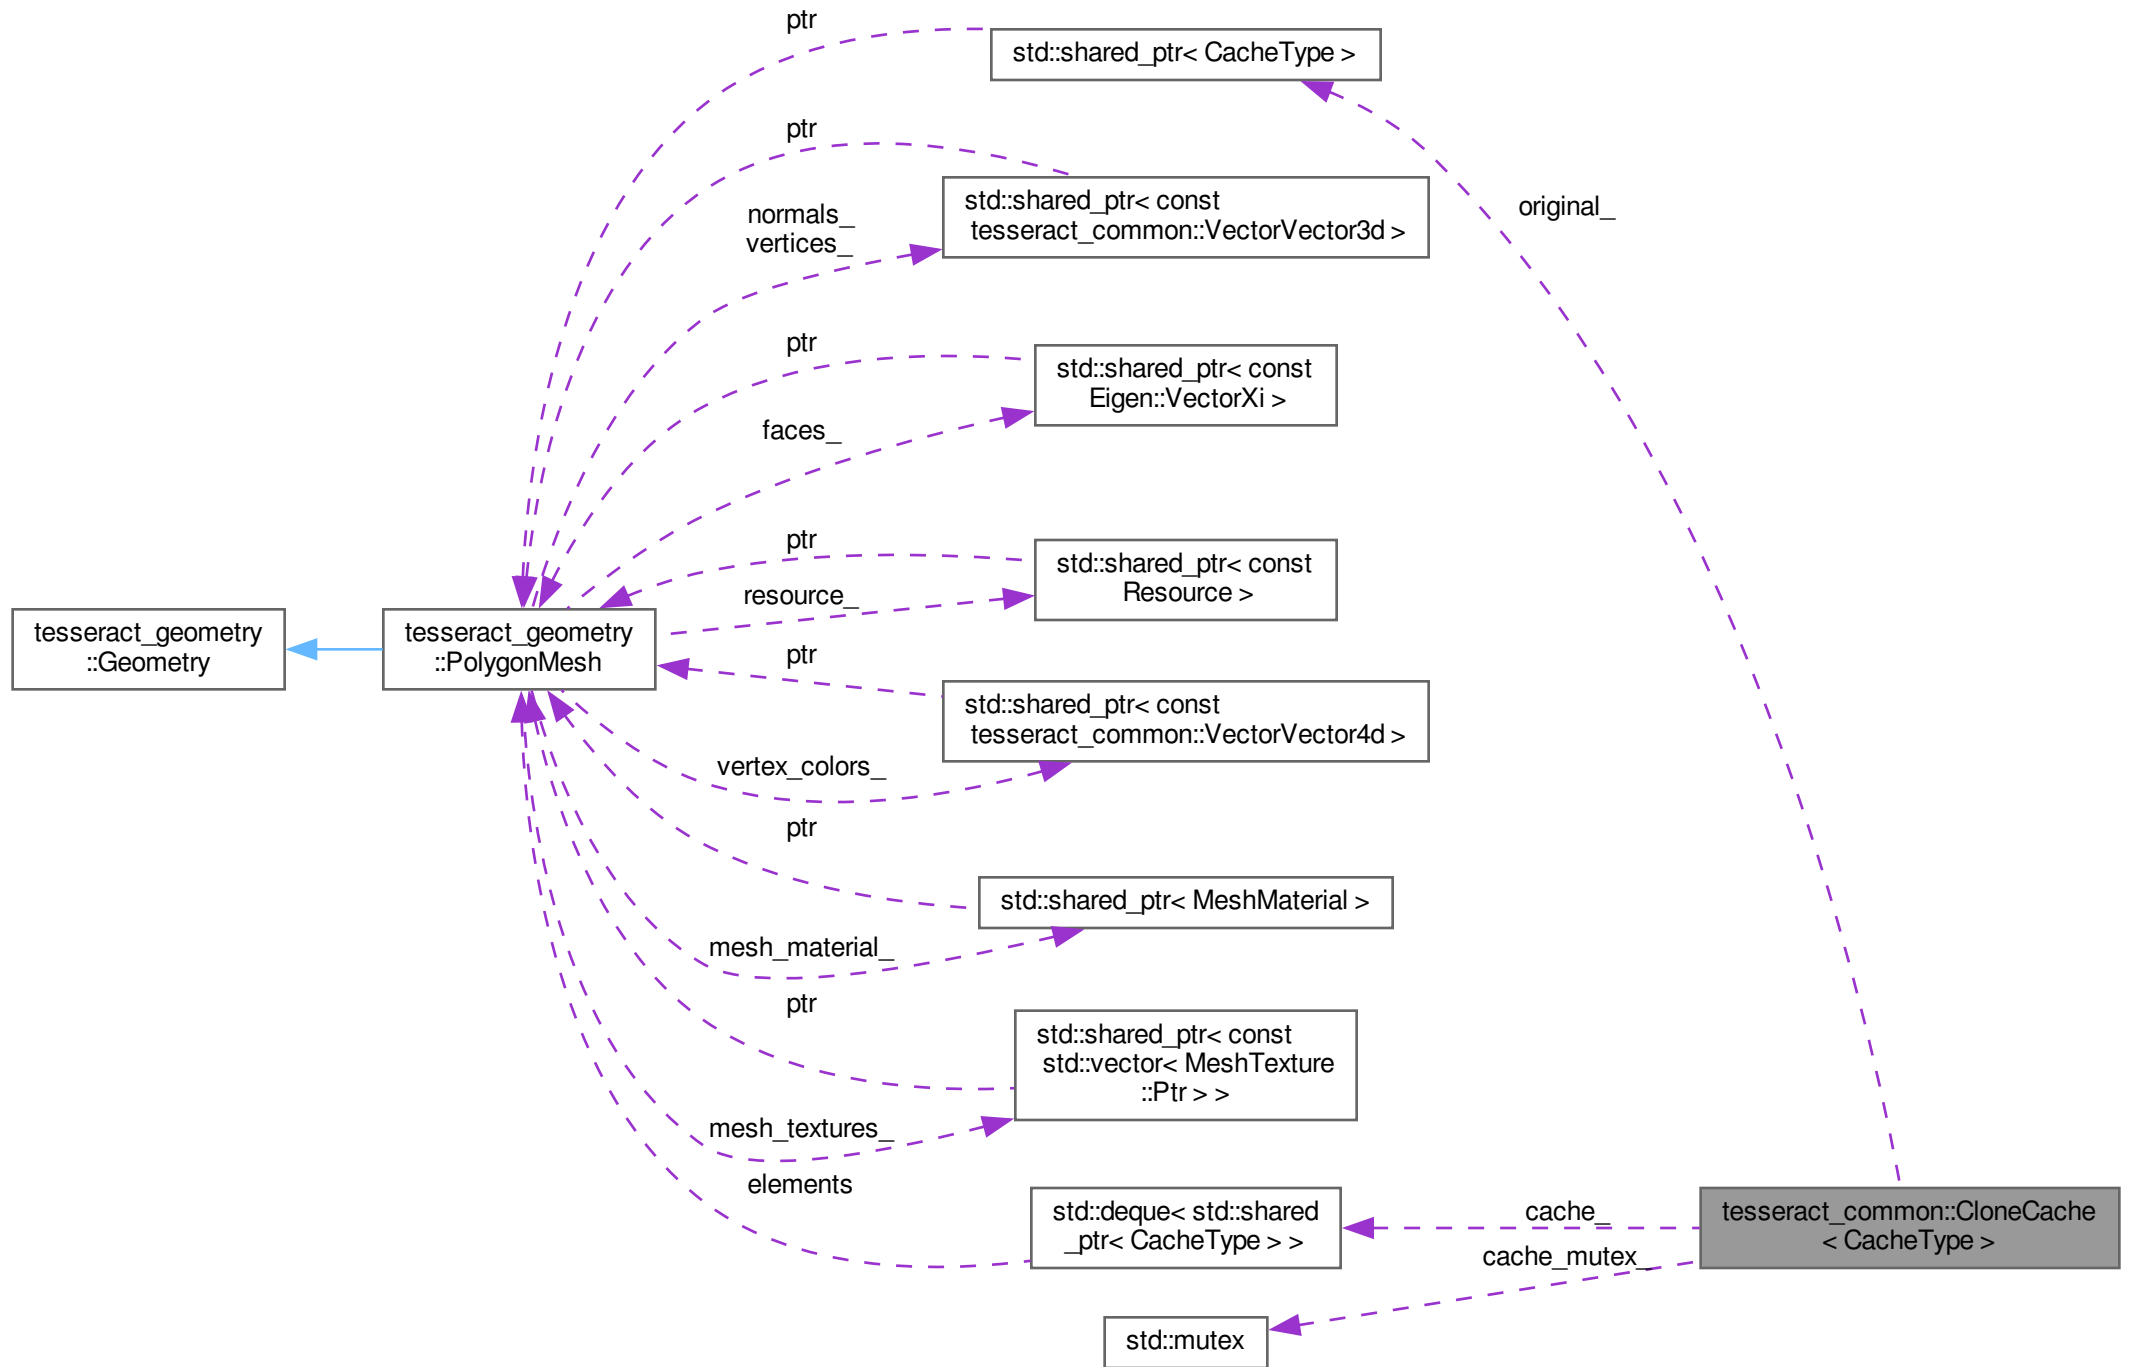 ptr
std::shared_ptr< CacheType >
ptr
std::shared_ptr< const
tesseract_common::VectorVector3d >
original_
normals_
vertices_
ptr
std::shared_ptr< const
Eigen::VectorXi >
faces_
ptr
std::shared_ptr< const
Resource >
resource_
tesseract_geometry
::Geometry
tesseract_geometry
::PolygonMesh
ptr
std::shared_ptr< const
tesseract_common::VectorVector4d >
vertex_colors_
ptr
std::shared_ptr< MeshMaterial >
mesh_material_
ptr
std::shared_ptr< const
std::vector< MeshTexture
::Ptr > >
mesh_textures_
elements
std::deque< std::shared
_ptr< CacheType > >
cache_
tesseract_common::CloneCache
< CacheType >
cache_mutex_
std::mutex